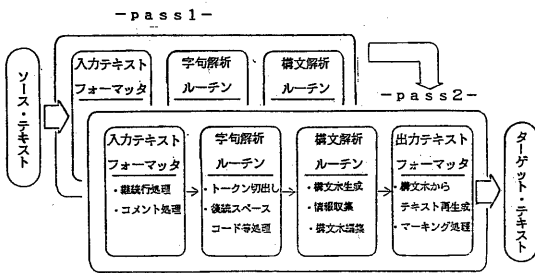 －ｐａｓｓ１－
ソース・テキスト
入力テキスト
フォーマッタ
字句解析
ルーテン
構文解析
ルーテン
－ｐａｓｓ２－
入力テキスト
フォーマッタ
・継続行処理
・コメント処理
字句解析
ルーテン
・トークン切出し
・後続スペース
コード等処理
構文解析
ルーテン
・構文木生成
・情報収集
・構文木編集
出力テキスト
フォーマッタ
・構文木から
テキスト再生成
・マーキング処理
ターゲット・テキスト